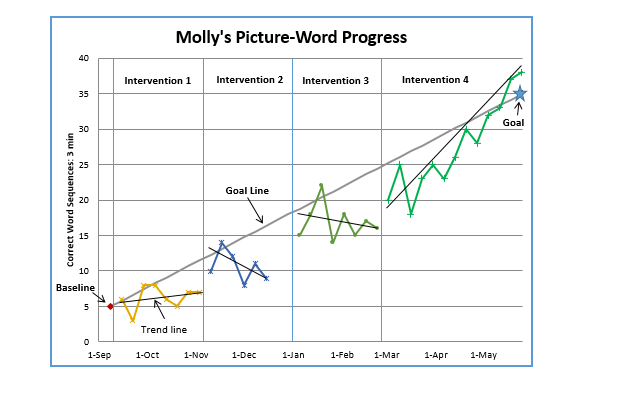 Molly's Picture-Word Progress
40
Intervention 1
Intervention 2
Intervention 3
Intervention 4
35
Goal
30
25
Goal Line
20
15
10
Baseline
5
Trend line
0
Correct Word Sequences: 3 min
1-Sep
1-Oct
1-Nov
1-Dec
1-Jan
1-Feb
1-Mar
1-Apr
1-May